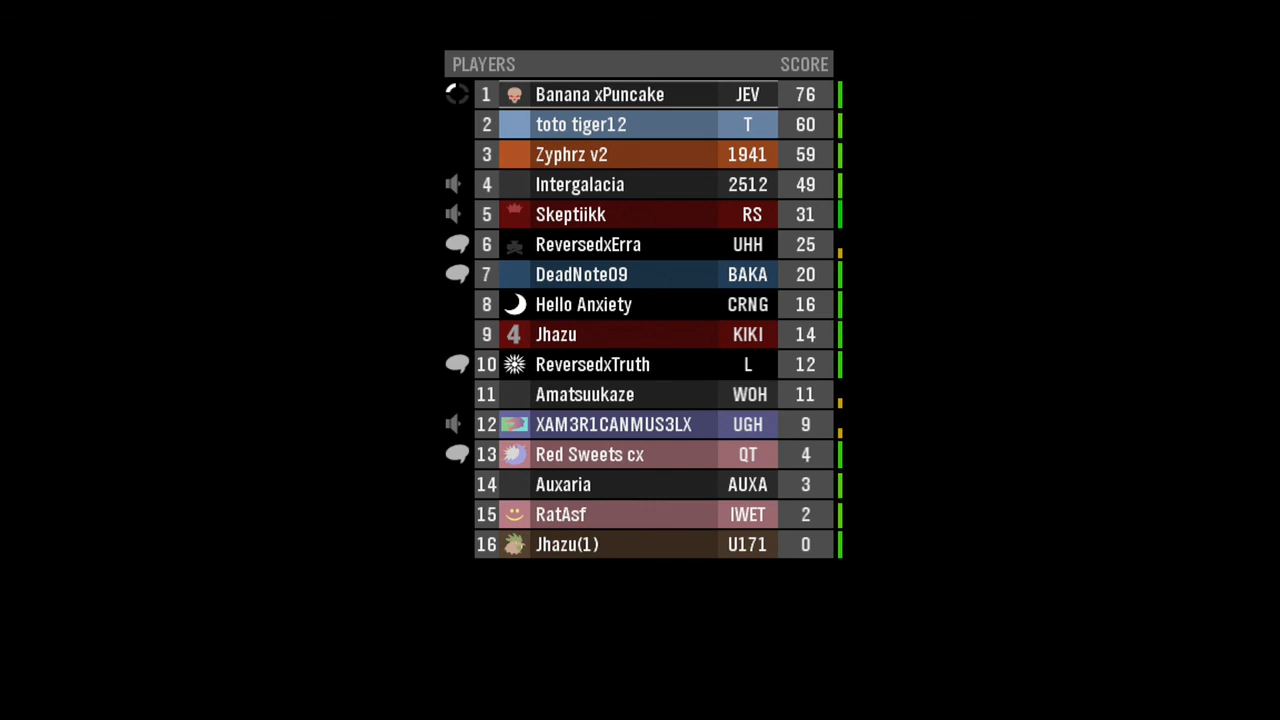 PLAYERS SCORE
1 Banana xPuncake JEV 76
2 toto tiger12 T 60
3 Zyphrz v2 1941 59
4 Intergalacia 2512 49
5 Skeptiikk RS 31
6 ReversedxErra UHH 25
7 DeadNote09 BAKA 20
8 Hello Anxiety CRNG 16
9 4 Jhazu KIKI 14
10 ReversedxTruth L 12
11 Amatsuukaze WOH 11
12 XAM3R1CANMUS3LX UGH 9
13 Red Sweets cx QT 4
14 Auxaria AUXA 3
15 RatAsf IWET 2
16 Jhazu(1) U171 0